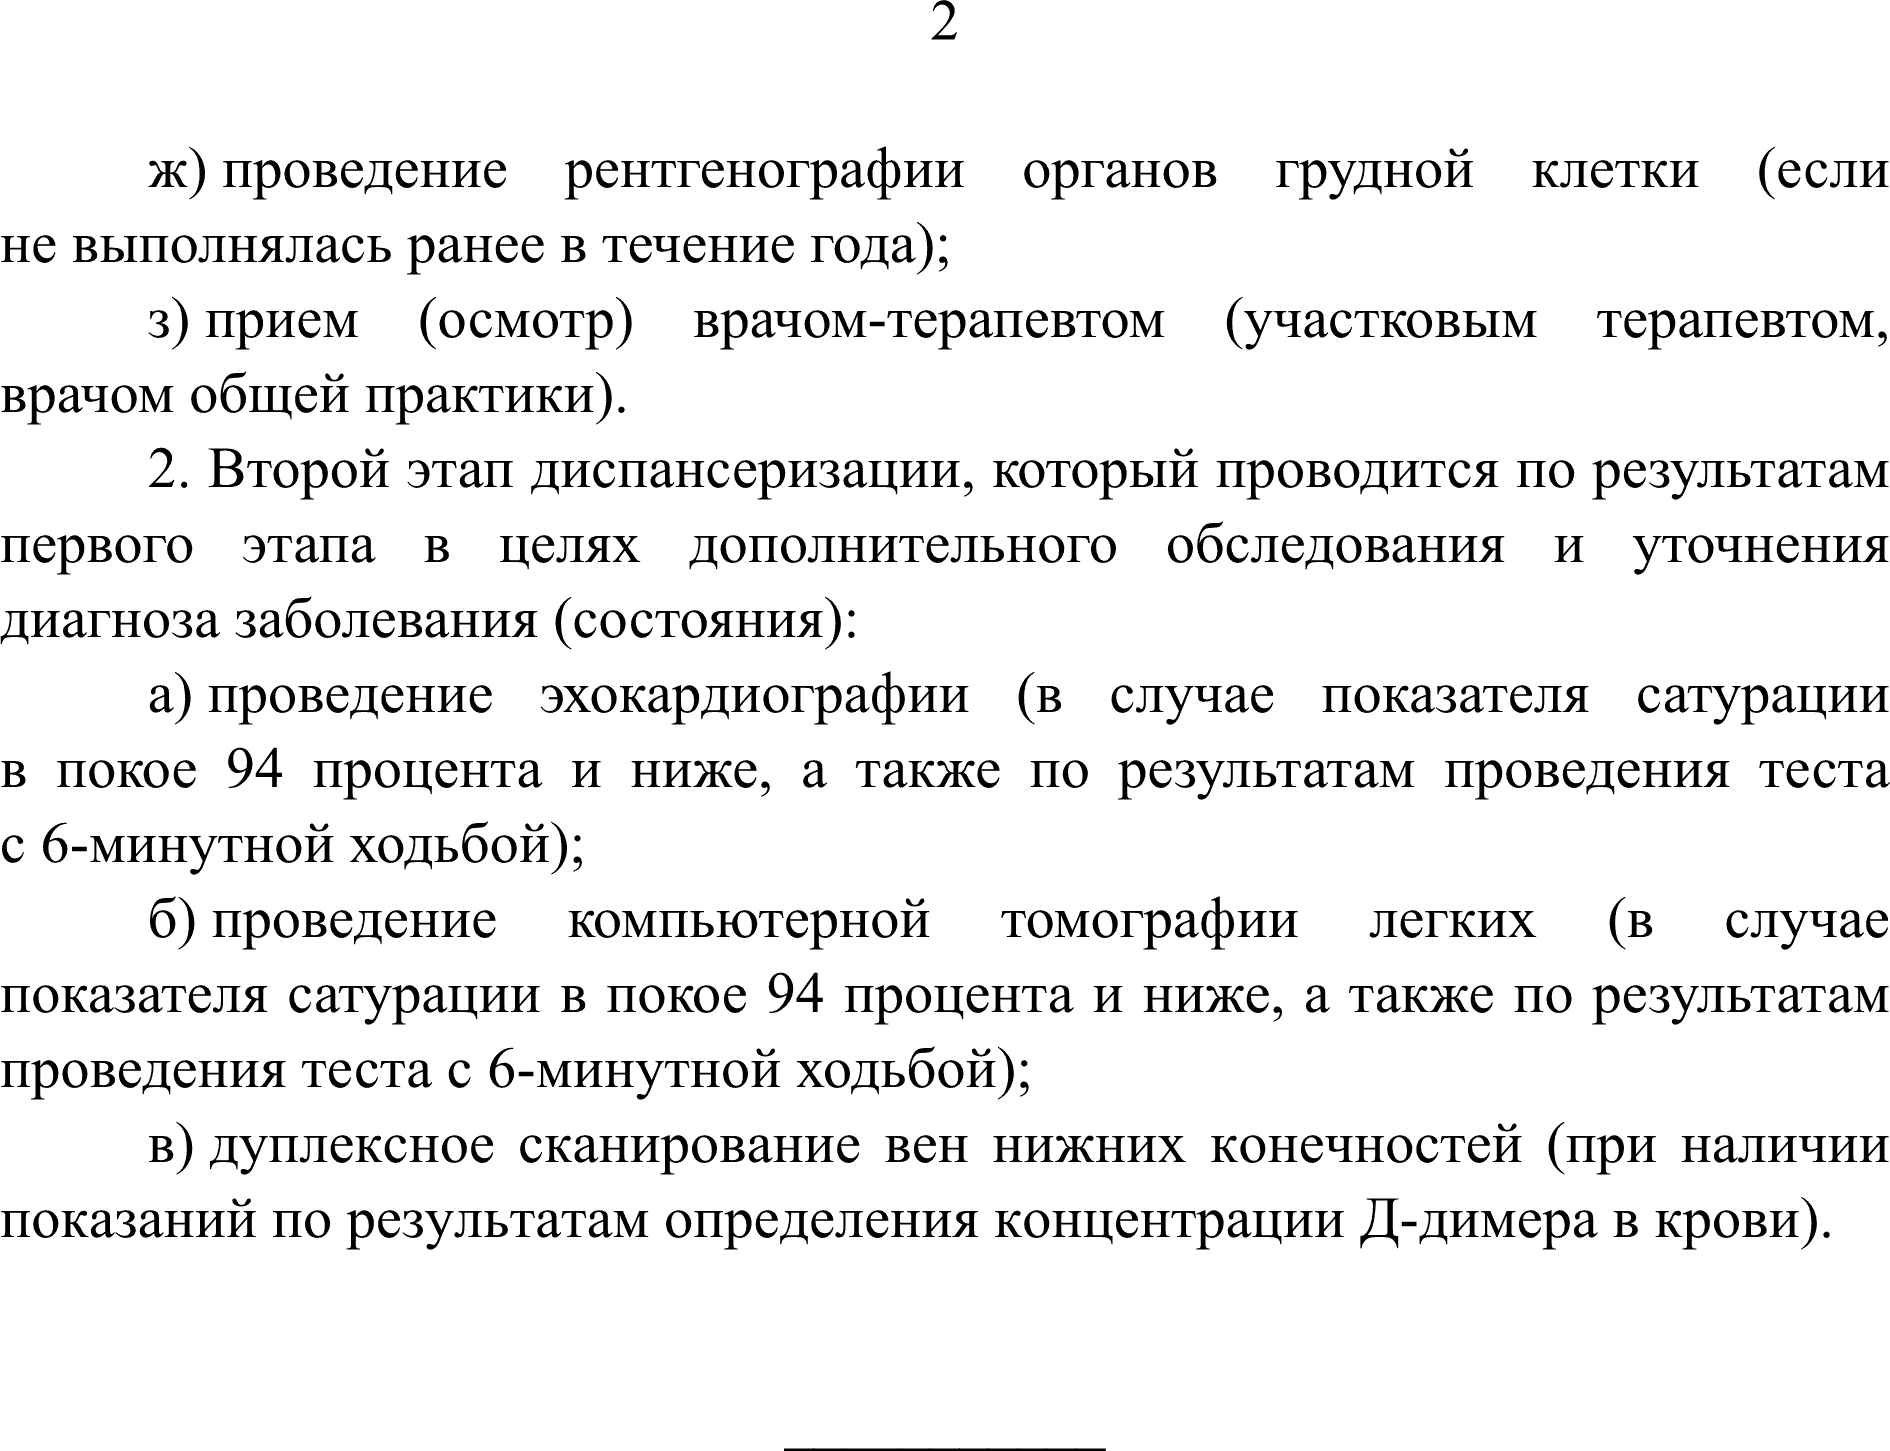 2
ж) проведение рентгенографии органов грудной клетки (если
не выполнялась ранее в течение года);
з) прием (осмотр) врачом-терапевтом (участковым терапевтом,
врачом общей практики).
2. Второй этап диспансеризации, который проводится по результатам
первого этапа в целях дополнительного обследования и уточнения
диагноза заболевания (состояния):
а) проведение эхокардиографии (в случае показателя сатурации
в покое 94 процента и ниже, а также по результатам проведения теста
с 6-минутной ходьбой);
б) проведение компьютерной томографии легких (в случае
показателя сатурации в покое 94 процента и ниже, а также по результатам
проведения теста с 6-минутной ходьбой);
в) дуплексное сканирование вен нижних конечностей (при наличии
показаний по результатам определения концентрации Д-димера в крови).